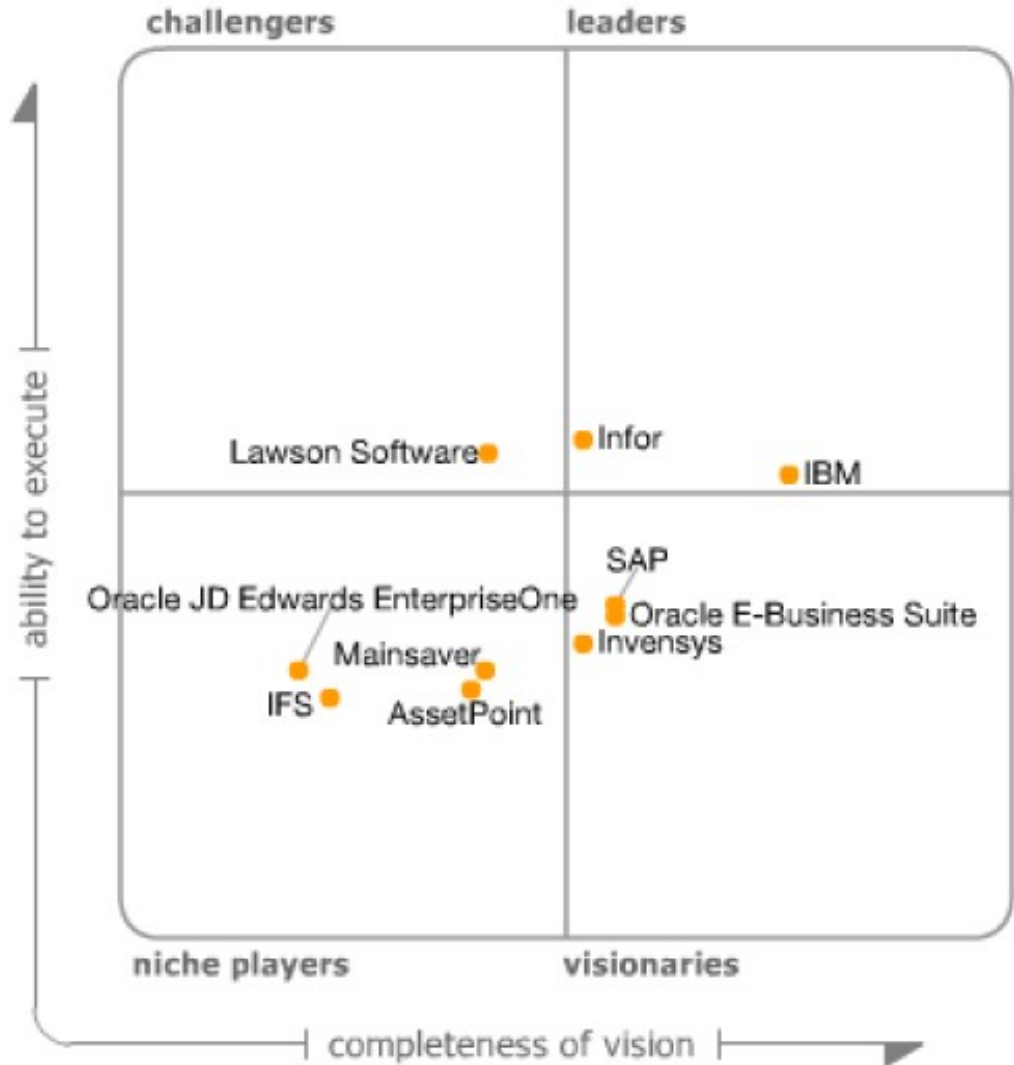 challengers
leaders
ability to execute
Lawson Software
Infor
IBM
SAP
Oracle JD Edwards EnterpriseOne
Oracle E-Business Suite
Invensys
Mainsaver
IFS
AssetPoint
niche players
visionaries
completeness of vision